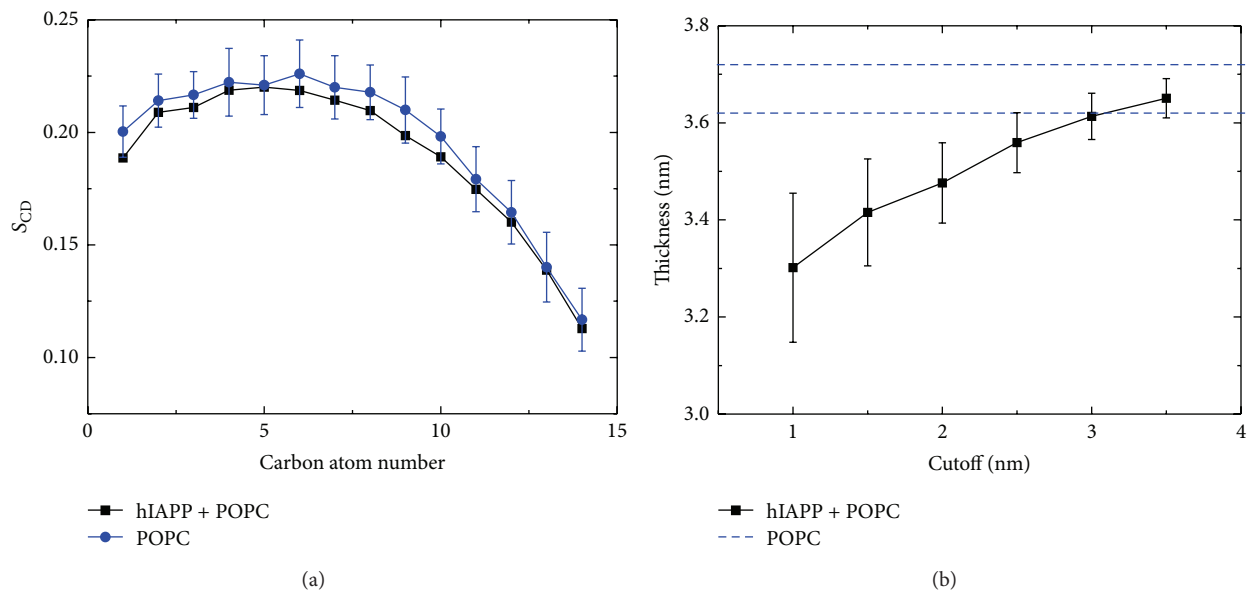 0.25
0.20
0.15
0.10
S_CD
0
5
10
15
Carbon atom number
hIAPP + POPC
POPC
(a)
3.8
3.6
3.4
3.2
3.0
Thickness (nm)
1
2
3
4
Cutoff (nm)
hIAPP + POPC
POPC
(b)